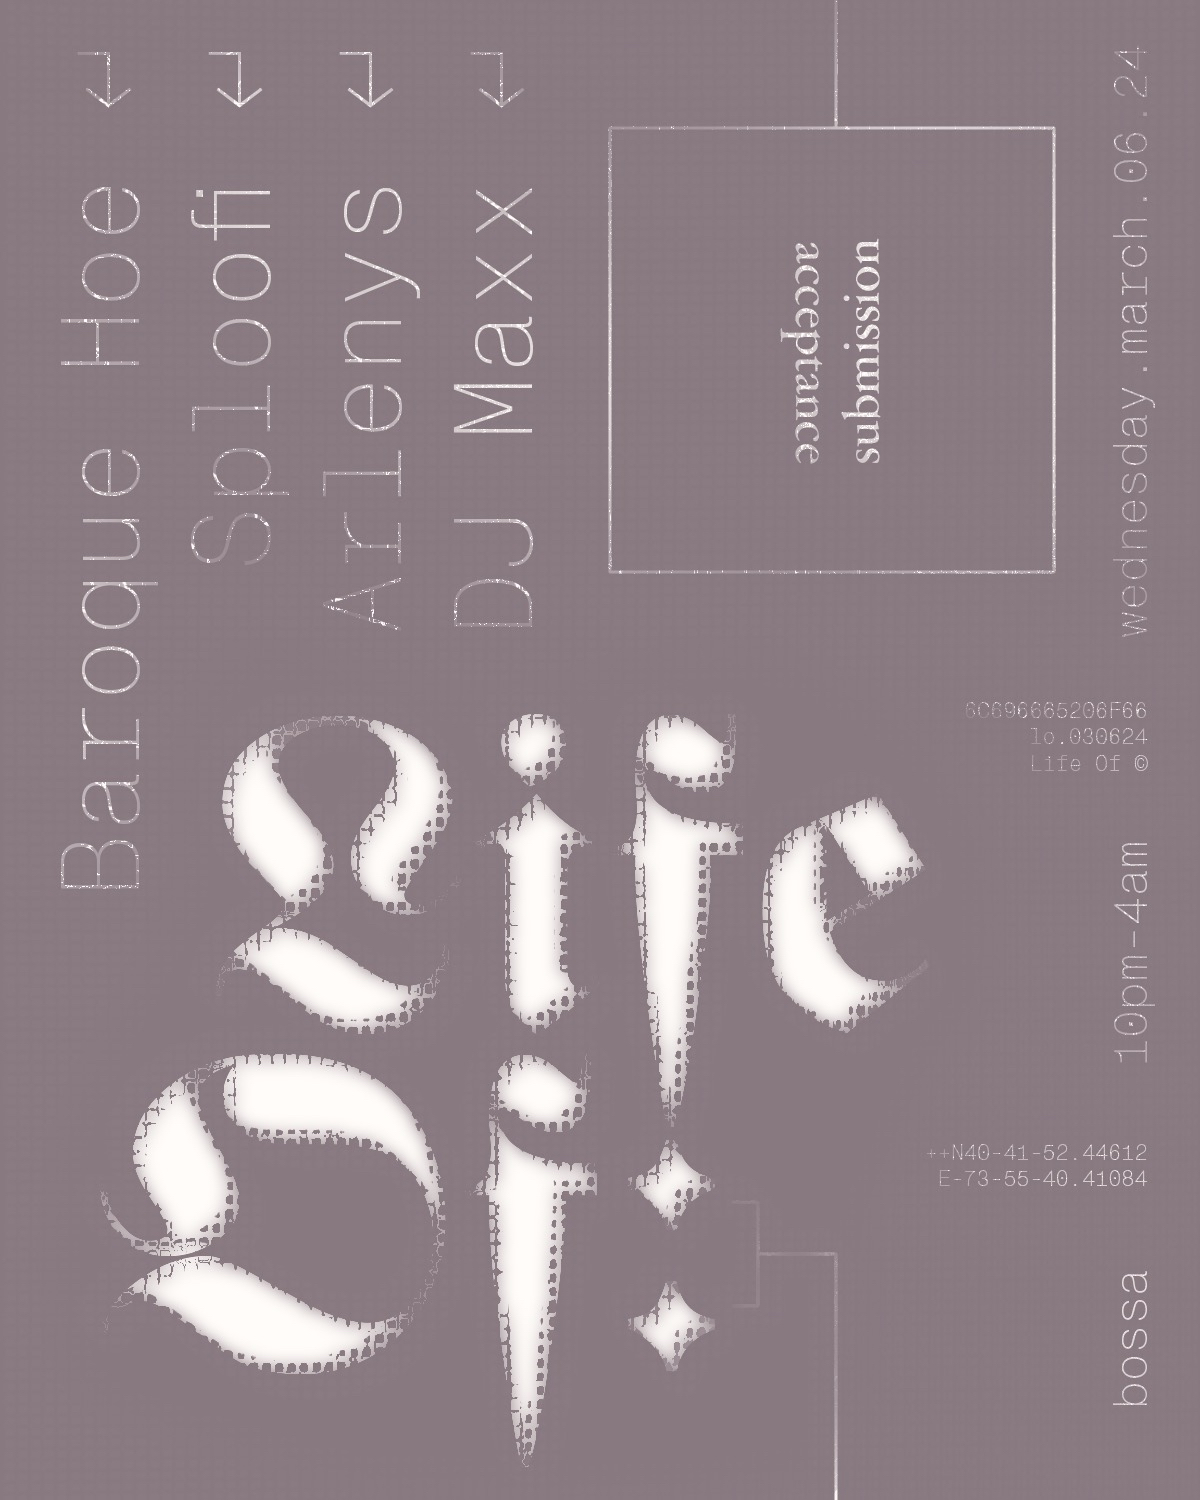 Baroque Hoe
Sploofi
Arlenys
DJ Maxx
acceptance
submission
wednesday.march.06.24
6C696665206F66
lo.030624
Life Of ©
Life
Of:
10pm-4am
++N40-41-52.44612
E-73-55-40.41084
bossa